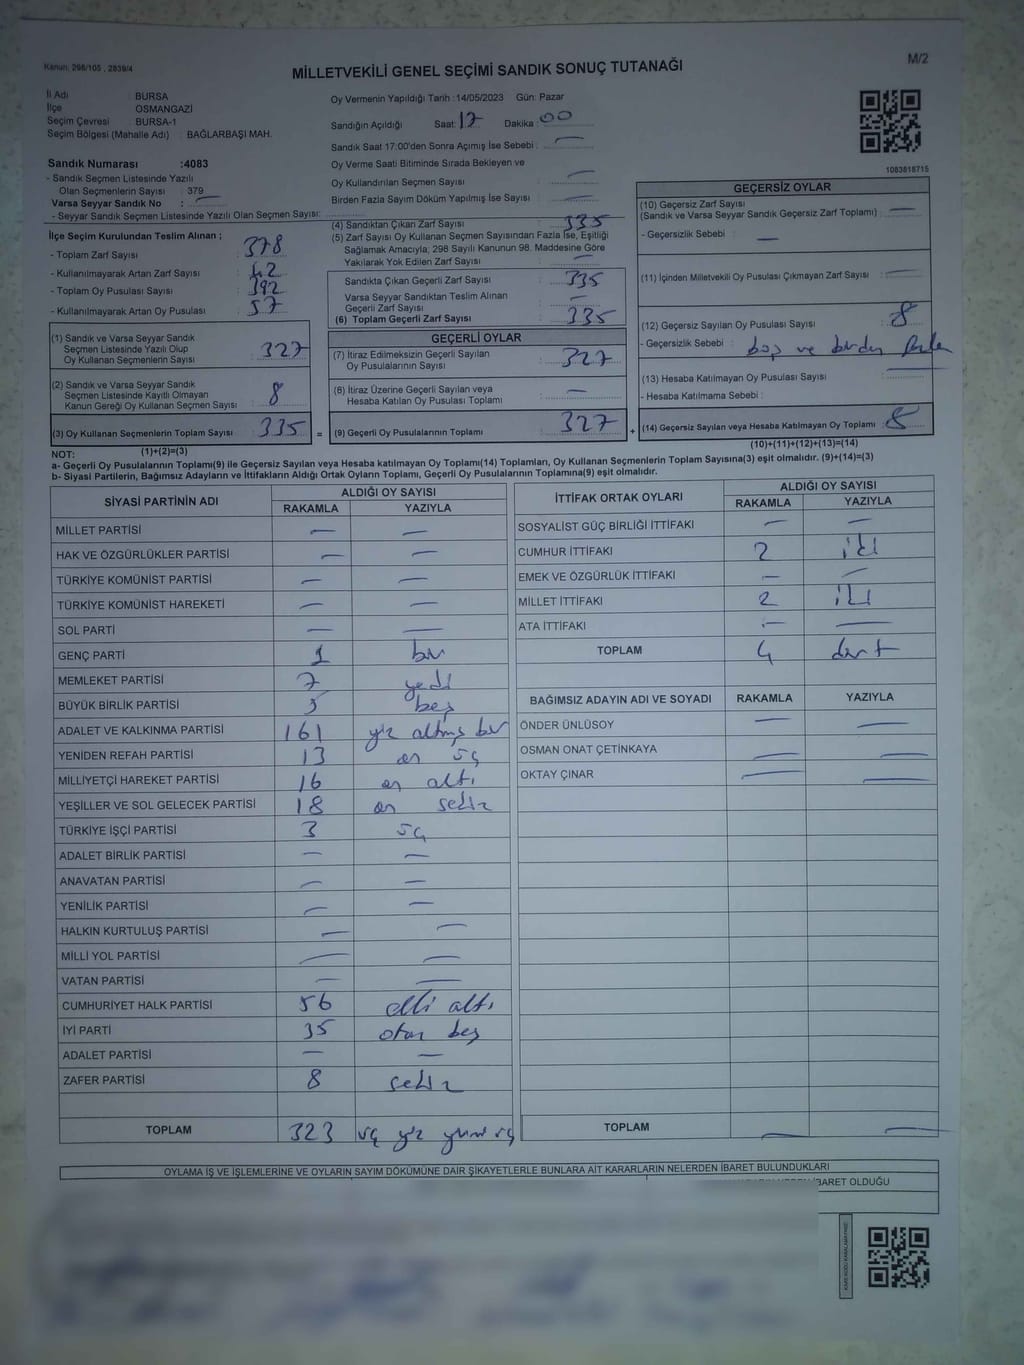 Kanun: 298/105 , 2839/4
M/2
MİLLETVEKİLİ GENEL SEÇİMİ SANDIK SONUÇ TUTANAĞI
İl Adı : BURSA
İlçe : OSMANGAZİ
Seçim Çevresi : BURSA-1
Seçim Bölgesi (Mahalle Adı) : BAĞLARBAŞI MAH.
Oy Vermenin Yapıldığı Tarih :14/05/2023 Gün: Pazar
Sandığın Açıldığı Saat: 17 Dakika : 00
Sandık Saat 17:00'den Sonra Açılmış İse Sebebi : —
Oy Verme Saati Bitiminde Sırada Bekleyen ve
Oy Kullandırılan Seçmen Sayısı : —
Birden Fazla Sayım Döküm Yapılmış İse Sayısı : —
1083818715
Sandık Numarası :4083
- Sandık Seçmen Listesinde Yazılı
Olan Seçmenlerin Sayısı : 379
Varsa Seyyar Sandık No : —
- Seyyar Sandık Seçmen Listesinde Yazılı Olan Seçmen Sayısı:
İlçe Seçim Kurulundan Teslim Alınan ;
- Toplam Zarf Sayısı : 378
- Kullanılmayarak Artan Zarf Sayısı : 42
- Toplam Oy Pusulası Sayısı : 392
- Kullanılmayarak Artan Oy Pusulası : 57
(4) Sandıktan Çıkan Zarf Sayısı : 335
(5) Zarf Sayısı Oy Kullanan Seçmen Sayısından Fazla İse, Eşitliği
Sağlamak Amacıyla; 298 Sayılı Kanunun 98. Maddesine Göre
Yakılarak Yok Edilen Zarf Sayısı : —
Sandıkta Çıkan Geçerli Zarf Sayısı : 335
Varsa Seyyar Sandıktan Teslim Alınan
Geçerli Zarf Sayısı : —
(6) Toplam Geçerli Zarf Sayısı : 335
GEÇERSİZ OYLAR
(10) Geçersiz Zarf Sayısı
(Sandık ve Varsa Seyyar Sandık Geçersiz Zarf Toplamı) : —
- Geçersizlik Sebebi : —
(11) İçinden Milletvekili Oy Pusulası Çıkmayan Zarf Sayısı : —
(12) Geçersiz Sayılan Oy Pusulası Sayısı : 8
- Geçersizlik Sebebi : boş ve birden fazla
(13) Hesaba Katılmayan Oy Pusulası Sayısı :
- Hesaba Katılmama Sebebi :
(14) Geçersiz Sayılan veya Hesaba Katılmayan Oy Toplamı : 8
(10)+(11)+(12)+(13)=(14)
(1) Sandık ve Varsa Seyyar Sandık
Seçmen Listesinde Yazılı Olup
Oy Kullanan Seçmenlerin Sayısı : 327
(2) Sandık ve Varsa Seyyar Sandık
Seçmen Listesinde Kayıtlı Olmayan
Kanun Gereği Oy Kullanan Seçmen Sayısı : 8
(3) Oy Kullanan Seçmenlerin Toplam Sayısı : 335 =
(1)+(2)=(3)
GEÇERLİ OYLAR
(7) İtiraz Edilmeksizin Geçerli Sayılan
Oy Pusulalarının Sayısı : 327
(8) İtiraz Üzerine Geçerli Sayılan veya
Hesaba Katılan Oy Pusulası Toplamı : —
(9) Geçerli Oy Pusulalarının Toplamı : 327 +
NOT:
a- Geçerli Oy Pusulalarının Toplamı(9) ile Geçersiz Sayılan veya Hesaba katılmayan Oy Toplamı(14) Toplamları, Oy Kullanan Seçmenlerin Toplam Sayısına(3) eşit olmalıdır. (9)+(14)=(3)
b- Siyasi Partilerin, Bağımsız Adayların ve İttifakların Aldığı Ortak Oyların Toplamı, Geçerli Oy Pusulalarının Toplamına(9) eşit olmalıdır.
SİYASİ PARTİNİN ADI ALDIĞI OY SAYISI
RAKAMLA YAZIYLA
MİLLET PARTİSİ — —
HAK VE ÖZGÜRLÜKLER PARTİSİ — —
TÜRKİYE KOMÜNİST PARTİSİ — —
TÜRKİYE KOMÜNİST HAREKETİ — —
SOL PARTİ — —
GENÇ PARTİ 1 bir
MEMLEKET PARTİSİ 7 yedi
BÜYÜK BİRLİK PARTİSİ 5 beş
ADALET VE KALKINMA PARTİSİ 161 yüz altmış bir
YENİDEN REFAH PARTİSİ 13 on üç
MİLLİYETÇİ HAREKET PARTİSİ 16 on altı
YEŞİLLER VE SOL GELECEK PARTİSİ 18 on sekiz
TÜRKİYE İŞÇİ PARTİSİ 3 üç
ADALET BİRLİK PARTİSİ — —
ANAVATAN PARTİSİ — —
YENİLİK PARTİSİ — —
HALKIN KURTULUŞ PARTİSİ — —
MİLLİ YOL PARTİSİ — —
VATAN PARTİSİ — —
CUMHURİYET HALK PARTİSİ 56 elli altı
İYİ PARTİ 35 otuz beş
ADALET PARTİSİ — —
ZAFER PARTİSİ 8 sekiz
TOPLAM 323 üç yüz yirmi üç
İTTİFAK ORTAK OYLARI ALDIĞI OY SAYISI
RAKAMLA YAZIYLA
SOSYALİST GÜÇ BİRLİĞİ İTTİFAKI — —
CUMHUR İTTİFAKI 2 iki
EMEK VE ÖZGÜRLÜK İTTİFAKI — —
MİLLET İTTİFAKI 2 iki
ATA İTTİFAKI — —
TOPLAM 4 dört
BAĞIMSIZ ADAYIN ADI VE SOYADI RAKAMLA YAZIYLA
ÖNDER ÜNLÜSOY — —
OSMAN ONAT ÇETİNKAYA — —
OKTAY ÇINAR — —
TOPLAM — —
OYLAMA İŞ VE İŞLEMLERİNE VE OYLARIN SAYIM DÖKÜMÜNE DAİR ŞİKAYETLERLE BUNLARA AİT KARARLARIN NELERDEN İBARET BULUNDUKLARI
İBARET OLDUĞU